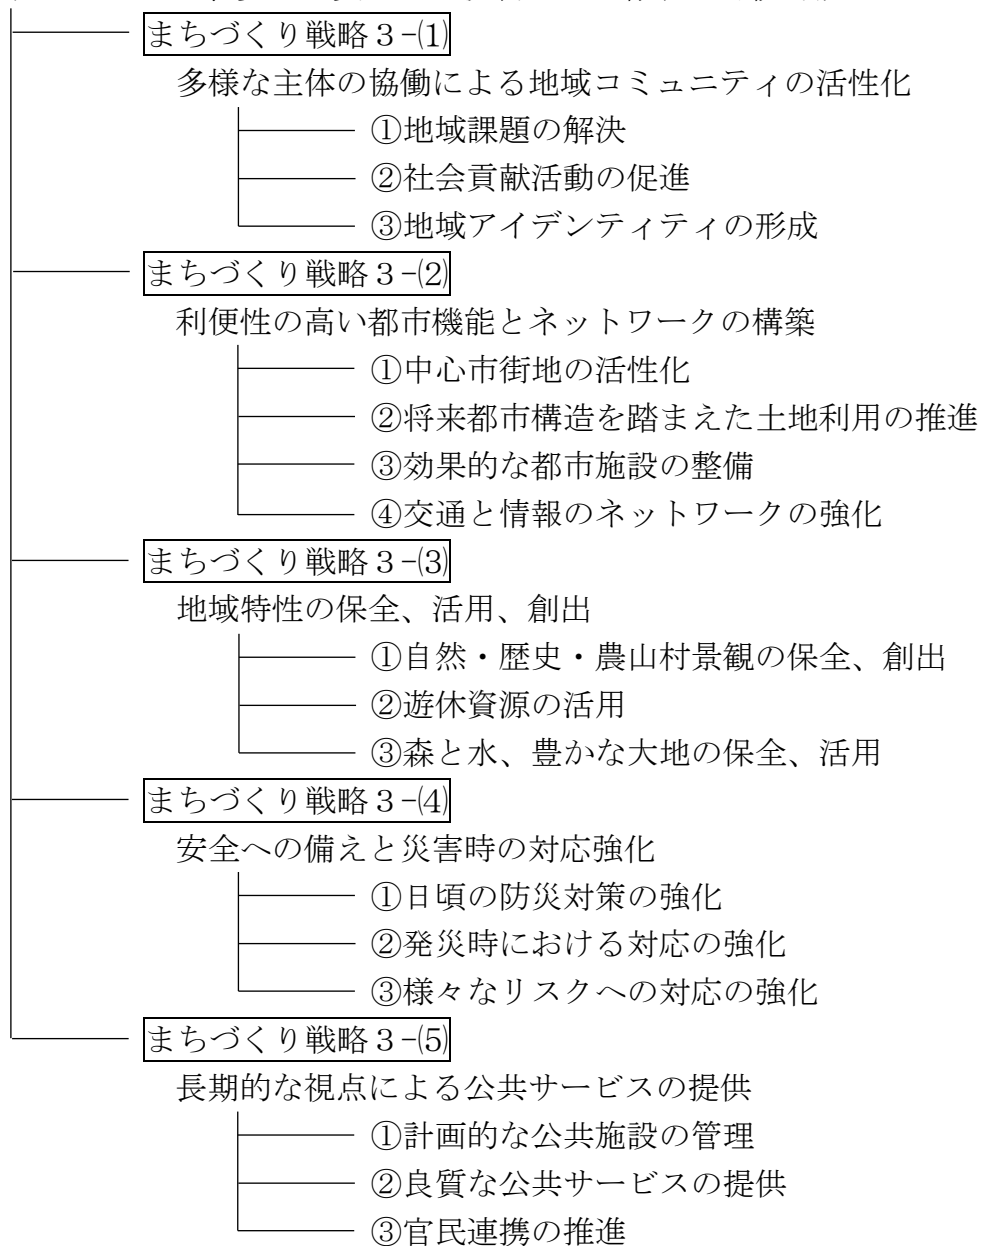 まちづくり戦略３-⑴
多様な主体の協働による地域コミュニティの活性化
①地域課題の解決
②社会貢献活動の促進
③地域アイデンティティの形成
まちづくり戦略３-⑵
利便性の高い都市機能とネットワークの構築
①中心市街地の活性化
②将来都市構造を踏まえた土地利用の推進
③効果的な都市施設の整備
④交通と情報のネットワークの強化
まちづくり戦略３-⑶
地域特性の保全、活用、創出
①自然・歴史・農山村景観の保全、創出
②遊休資源の活用
③森と水、豊かな大地の保全、活用
まちづくり戦略３-⑷
安全への備えと災害時の対応強化
①日頃の防災対策の強化
②発災時における対応の強化
③様々なリスクへの対応の強化
まちづくり戦略３-⑸
長期的な視点による公共サービスの提供
①計画的な公共施設の管理
②良質な公共サービスの提供
③官民連携の推進